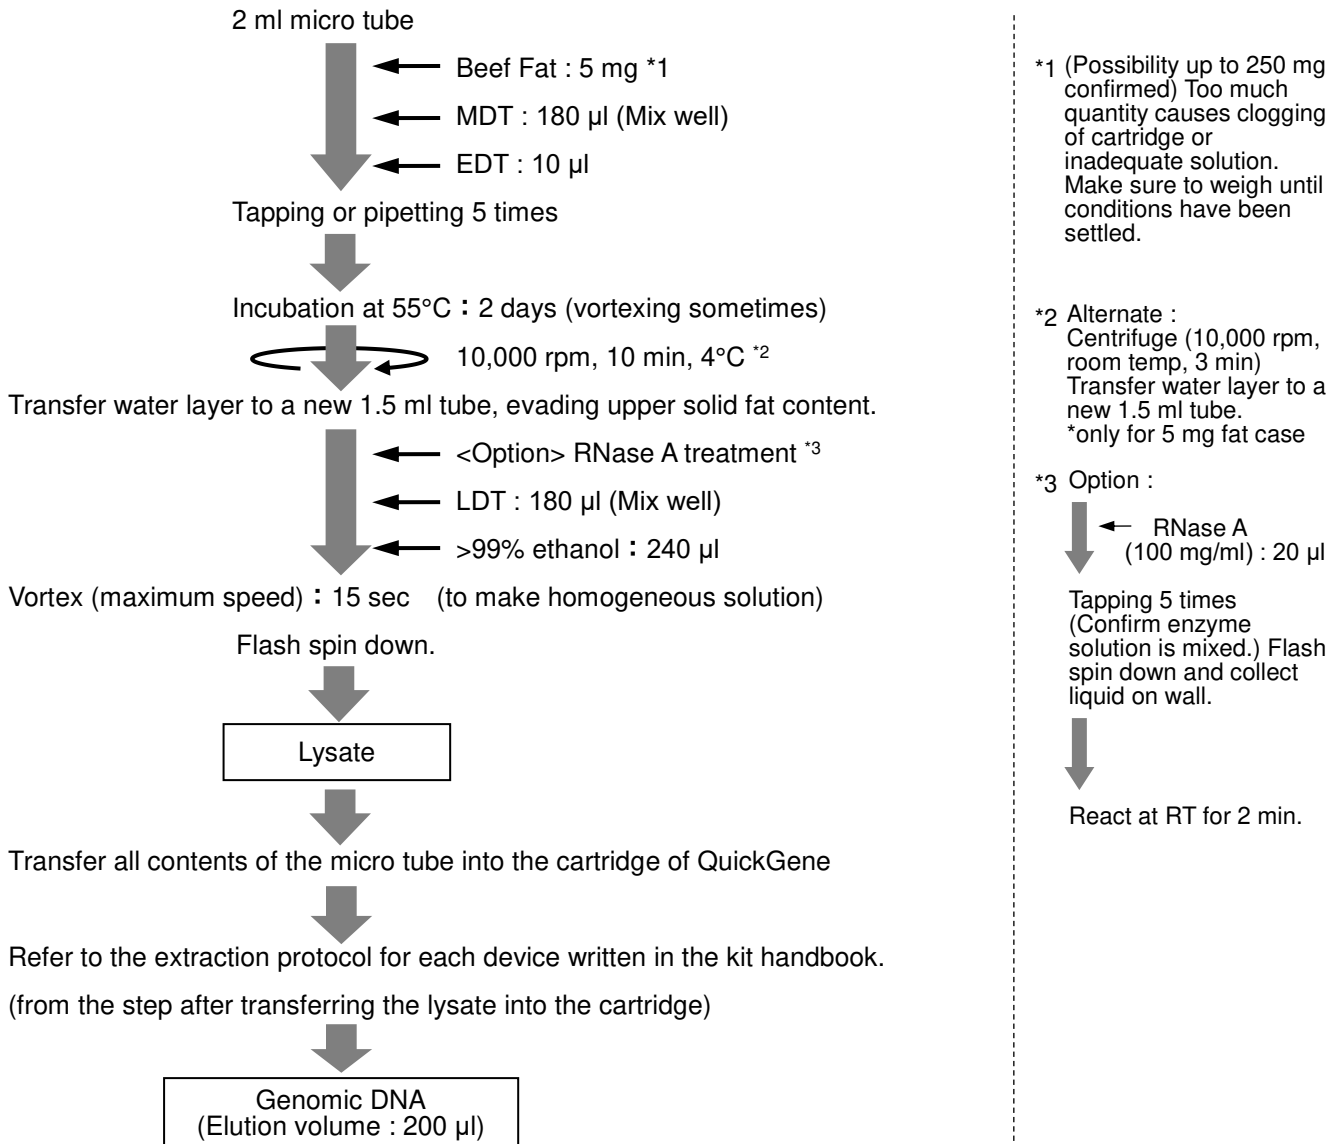 2 ml micro tube
Beef Fat : 5 mg *1
MDT : 180 µl (Mix well)
EDT : 10 µl
Tapping or pipetting 5 times
Incubation at 55°C：2 days (vortexing sometimes)
10,000 rpm, 10 min, 4°C *2
Transfer water layer to a new 1.5 ml tube, evading upper solid fat content.
<Option> RNase A treatment *3
LDT : 180 µl (Mix well)
>99% ethanol：240 µl
Vortex (maximum speed)：15 sec (to make homogeneous solution)
Flash spin down.
Lysate
Transfer all contents of the micro tube into the cartridge of QuickGene
Refer to the extraction protocol for each device written in the kit handbook.
(from the step after transferring the lysate into the cartridge)
Genomic DNA
(Elution volume : 200 µl)
*1 (Possibility up to 250 mg
confirmed) Too much
quantity causes clogging
of cartridge or
inadequate solution.
Make sure to weigh until
conditions have been
settled.
*2 Alternate :
Centrifuge (10,000 rpm,
room temp, 3 min)
Transfer water layer to a
new 1.5 ml tube.
*only for 5 mg fat case
*3 Option :
RNase A
(100 mg/ml) : 20 µl
Tapping 5 times
(Confirm enzyme
solution is mixed.) Flash
spin down and collect
liquid on wall.
React at RT for 2 min.